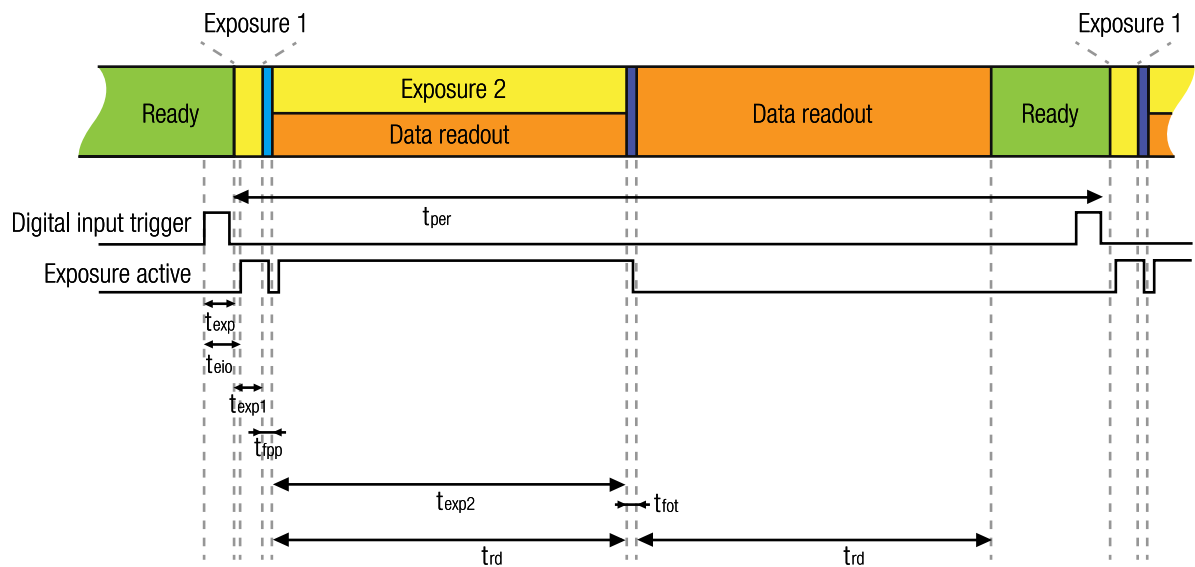 Exposure 1
Exposure 1
Ready
Exposure 2
Data readout
Data readout
Ready
tper
Digital input trigger
Exposure active
texp
teio
texp1
tfpp
texp2
tfot
trd
trd